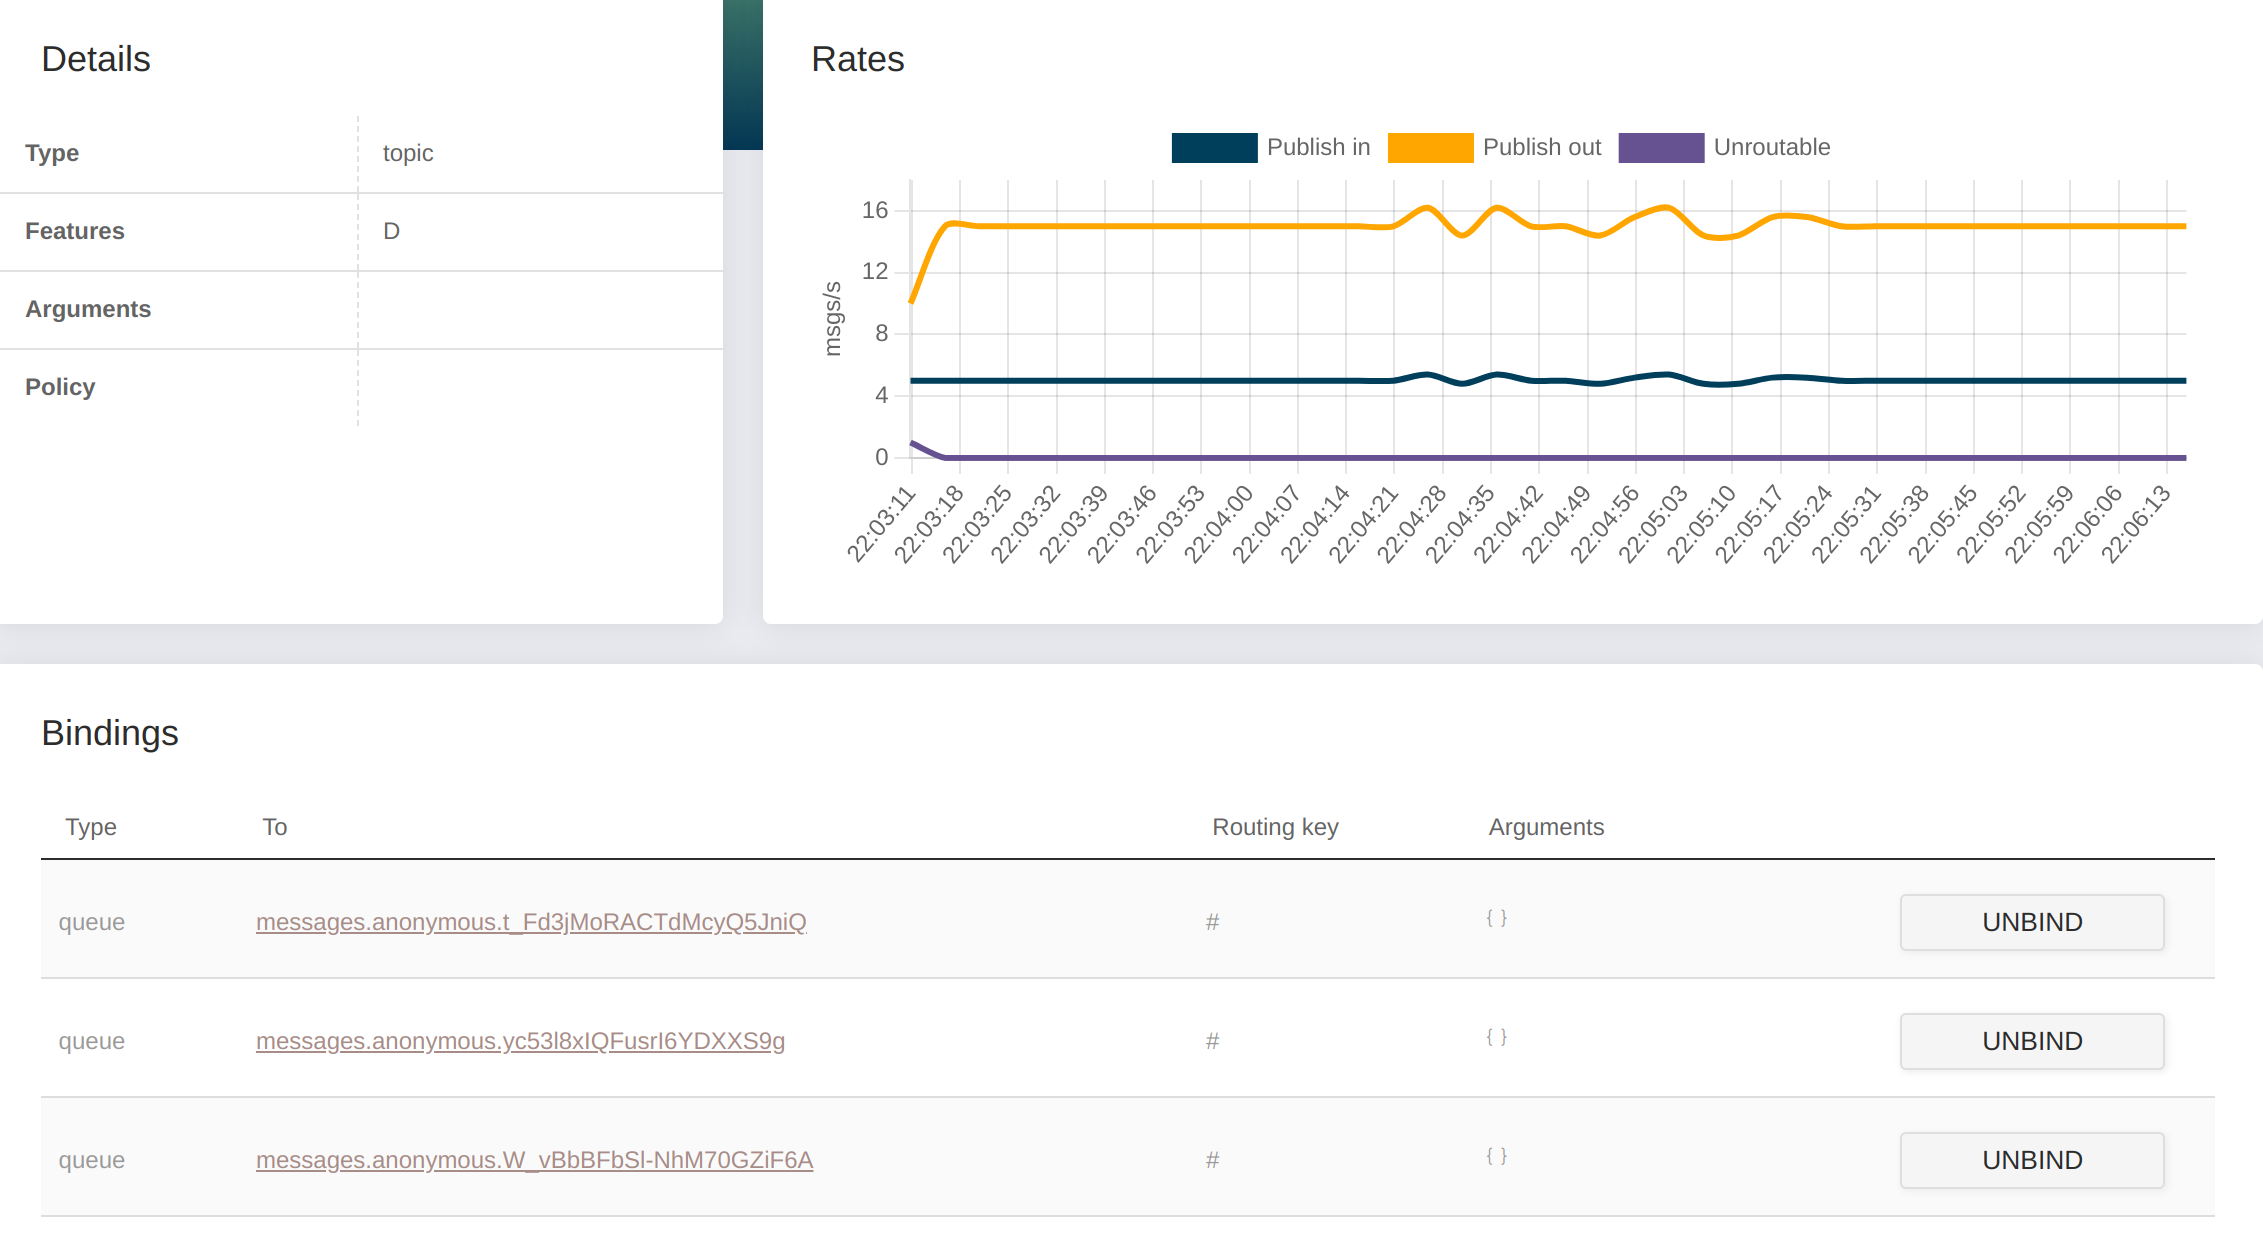 Details
Type topic
Features D
Arguments
Policy
Rates
Publish in Publish out Unroutable
msgs/s
16
12
8
4
0
22:03:11 22:03:18 22:03:25 22:03:32 22:03:39 22:03:46 22:03:53 22:04:00 22:04:07 22:04:14 22:04:21 22:04:28 22:04:35 22:04:42 22:04:49 22:04:56 22:05:03 22:05:10 22:05:17 22:05:24 22:05:31 22:05:38 22:05:45 22:05:52 22:05:59 22:06:06 22:06:13
Bindings
Type To Routing key Arguments
queue messages.anonymous.t_Fd3jMoRACTdMcyQ5JniQ # { } UNBIND
queue messages.anonymous.yc53l8xIQFusrI6YDXXS9g # { } UNBIND
queue messages.anonymous.W_vBbBFbSl-NhM70GZiF6A # { } UNBIND